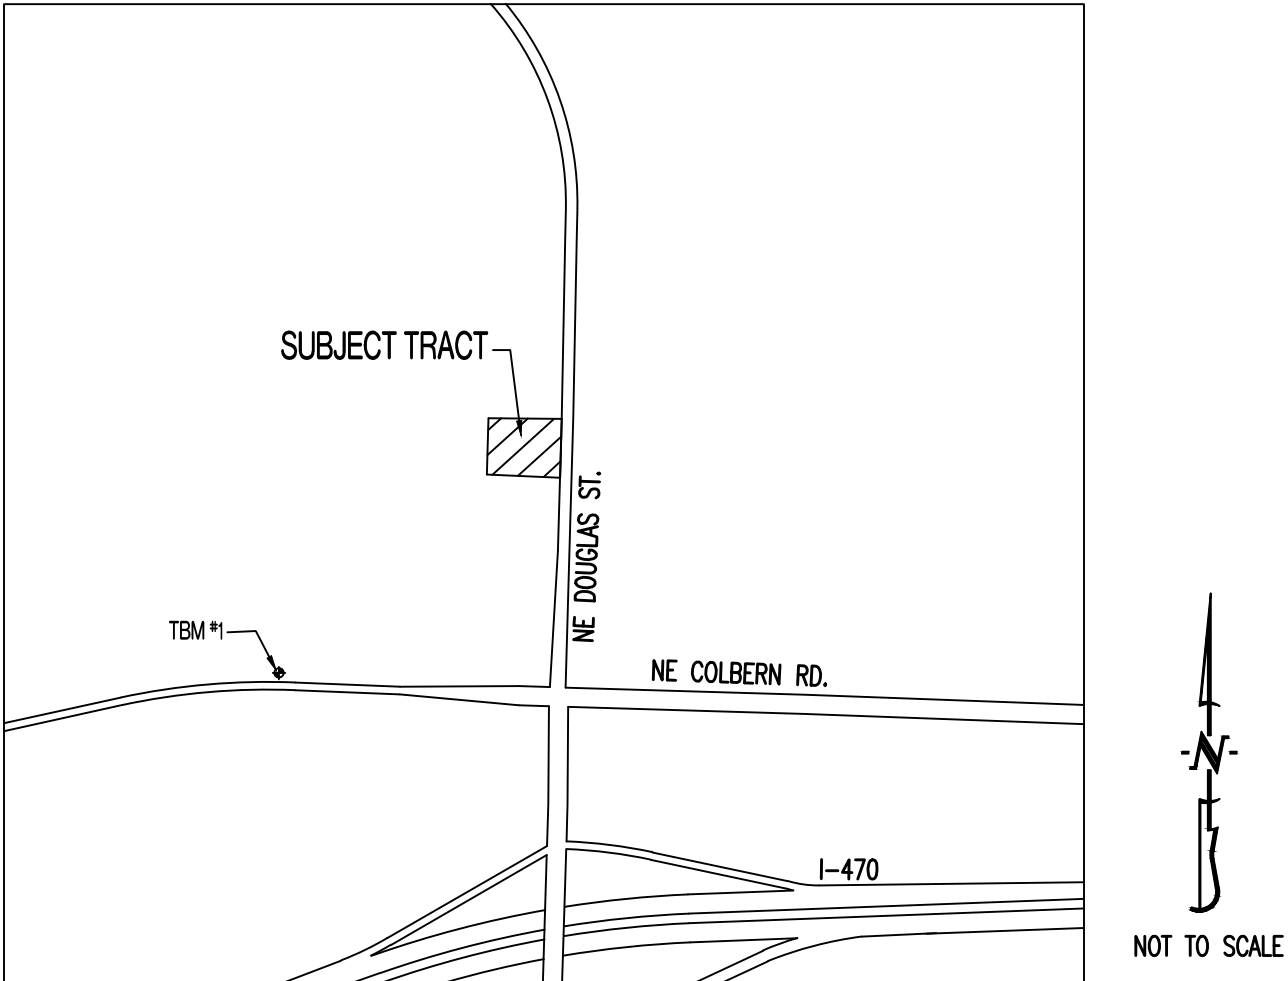 SUBJECT TRACT
NE DOUGLAS ST.
TBM #1
NE COLBERN RD.
-N-
I-470
NOT TO SCALE